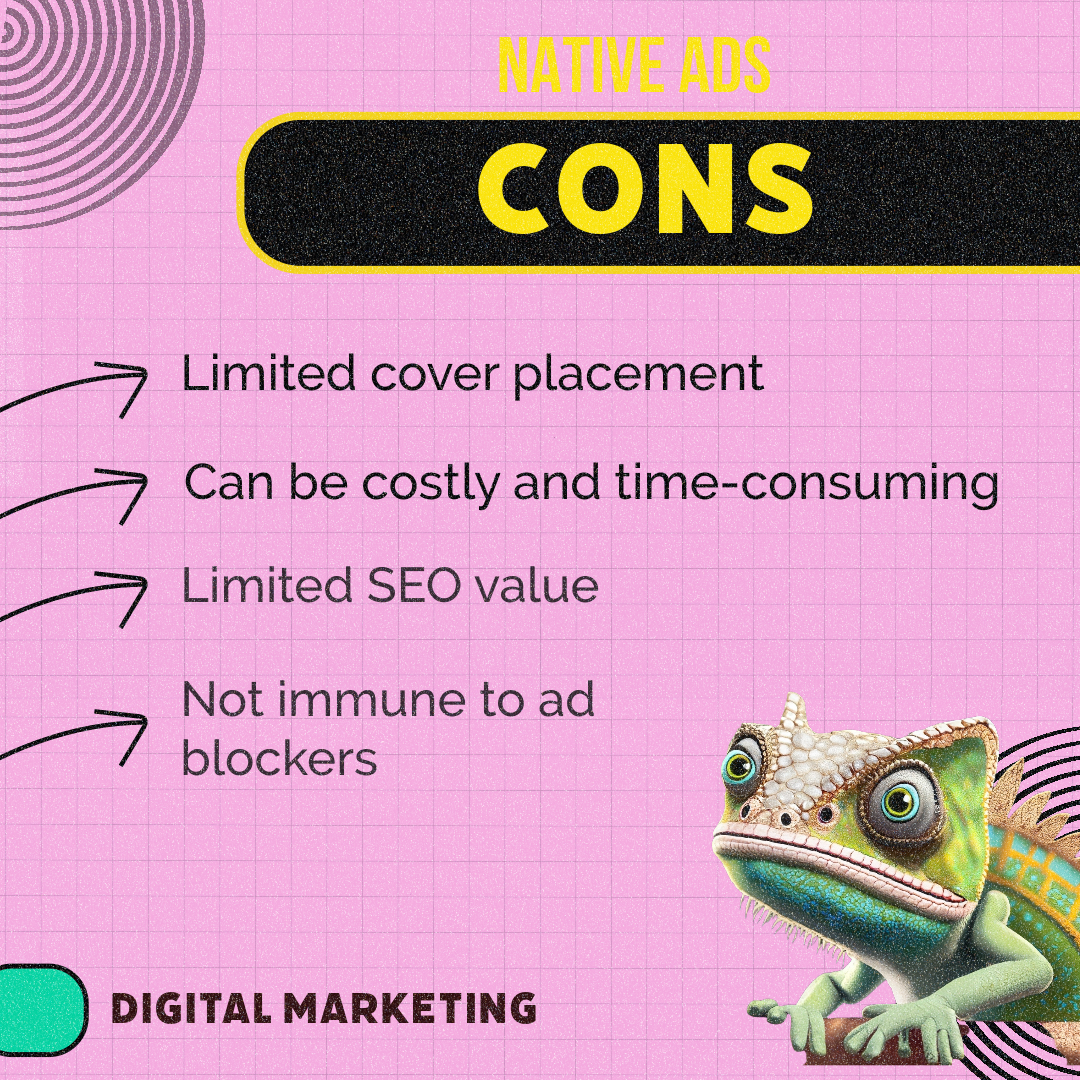 NATIVE ADS
CONS
Limited cover placement
Can be costly and time-consuming
Limited SEO value
Not immune to ad
blockers
DIGITAL MARKETING